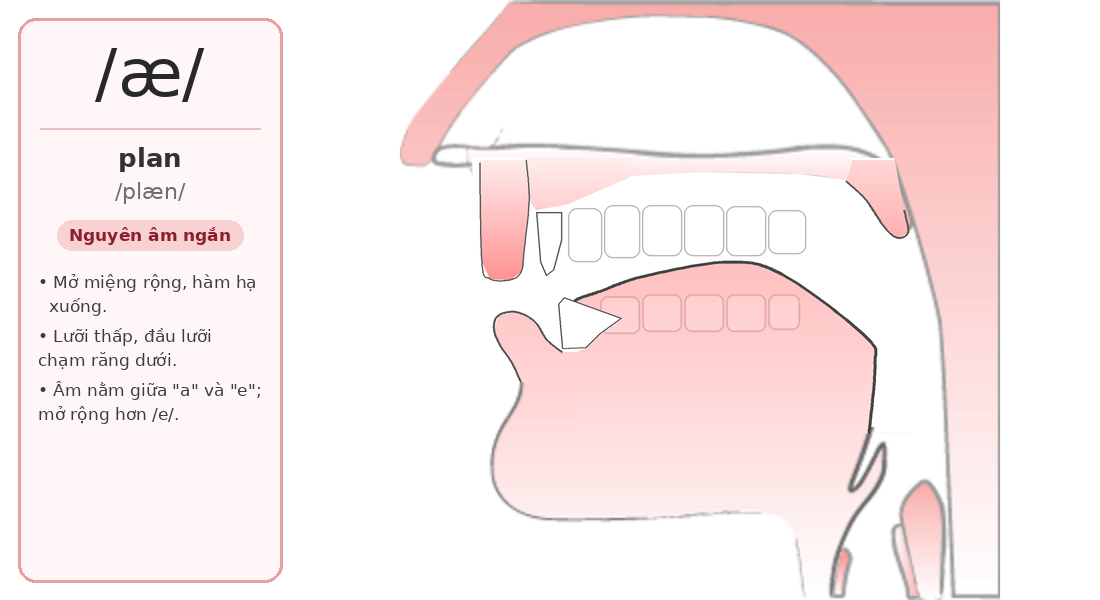 /æ/
plan
/plæn/
Nguyên âm ngắn
• Mở miệng rộng, hàm hạ
xuống.
• Lưỡi thấp, đầu lưỡi
chạm răng dưới.
• Âm nằm giữa "a" và "e";
mở rộng hơn /e/.